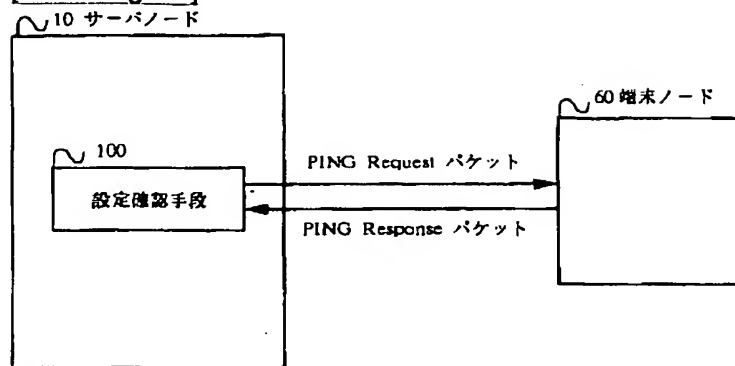 10 サーバノード
60 端末ノード
100
設定確認手段
PING Request パケット
PING Response パケット